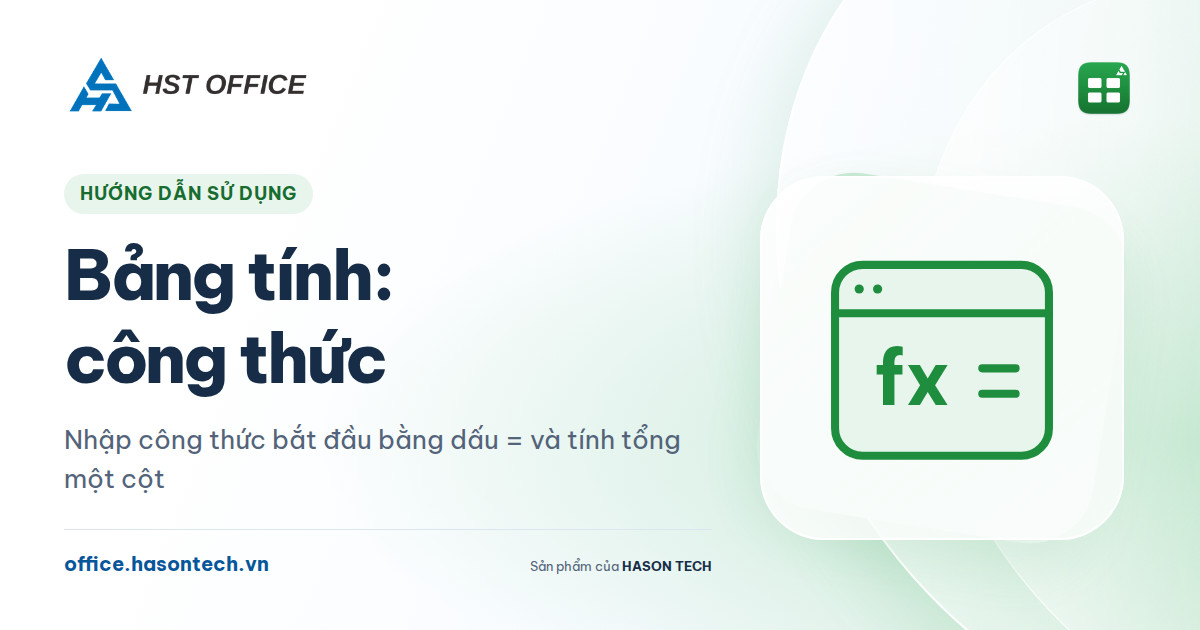 HST OFFICE
HƯỚNG DẪN SỬ DỤNG
Bảng tính:
công thức
Nhập công thức bắt đầu bằng dấu = và tính tổng
một cột
fx =
office.hasontech.vn
Sản phẩm của HASON TECH